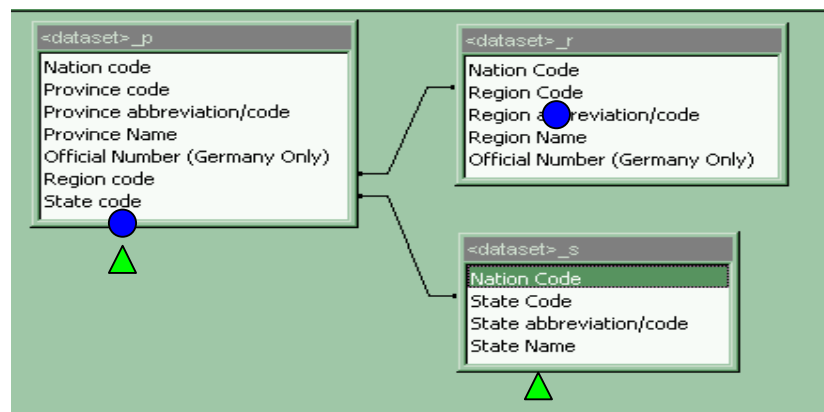 <dataset>_p
Nation code
Province code
Province abbreviation/code
Province Name
Official Number (Germany Only)
Region code
State code
<dataset>_r
Nation Code
Region Code
Region abbreviation/code
Region Name
Official Number (Germany Only)
<dataset>_s
Nation Code
State Code
State abbreviation/code
State Name